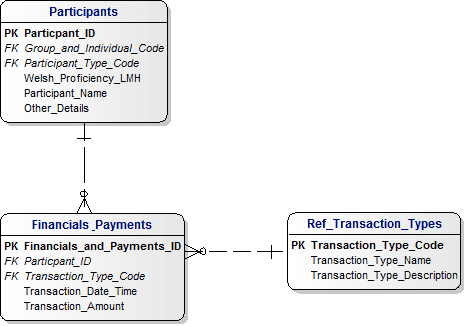 Participants
PK Particpant_ID
FK Group_and_Individual_Code
FK Participant_Type_Code
Welsh_Proficiency_LMH
Participant_Name
Other_Details
Financials_Payments
PK Financials_and_Payments_ID
FK Particpant_ID
FK Transaction_Type_Code
Transaction_Date_Time
Transaction_Amount
Ref_Transaction_Types
PK Transaction_Type_Code
Transaction_Type_Name
Transaction_Type_Description